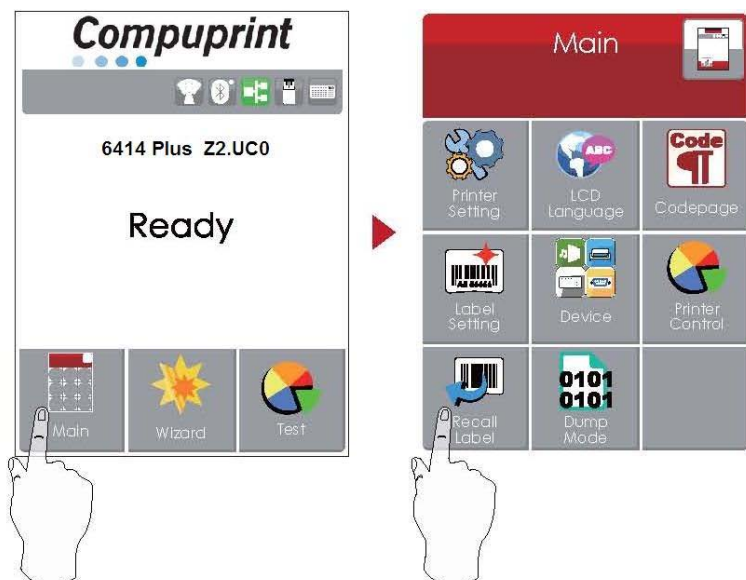 Compuprint
6414 Plus Z2.UC0
Ready
Main
Wizard
Test
Main
Printer
Setting
ABC
LCD
Language
Code
Codepage
Label
Setting
Device
Printer
Control
Recall
Label
0101
0101
Dump
Mode